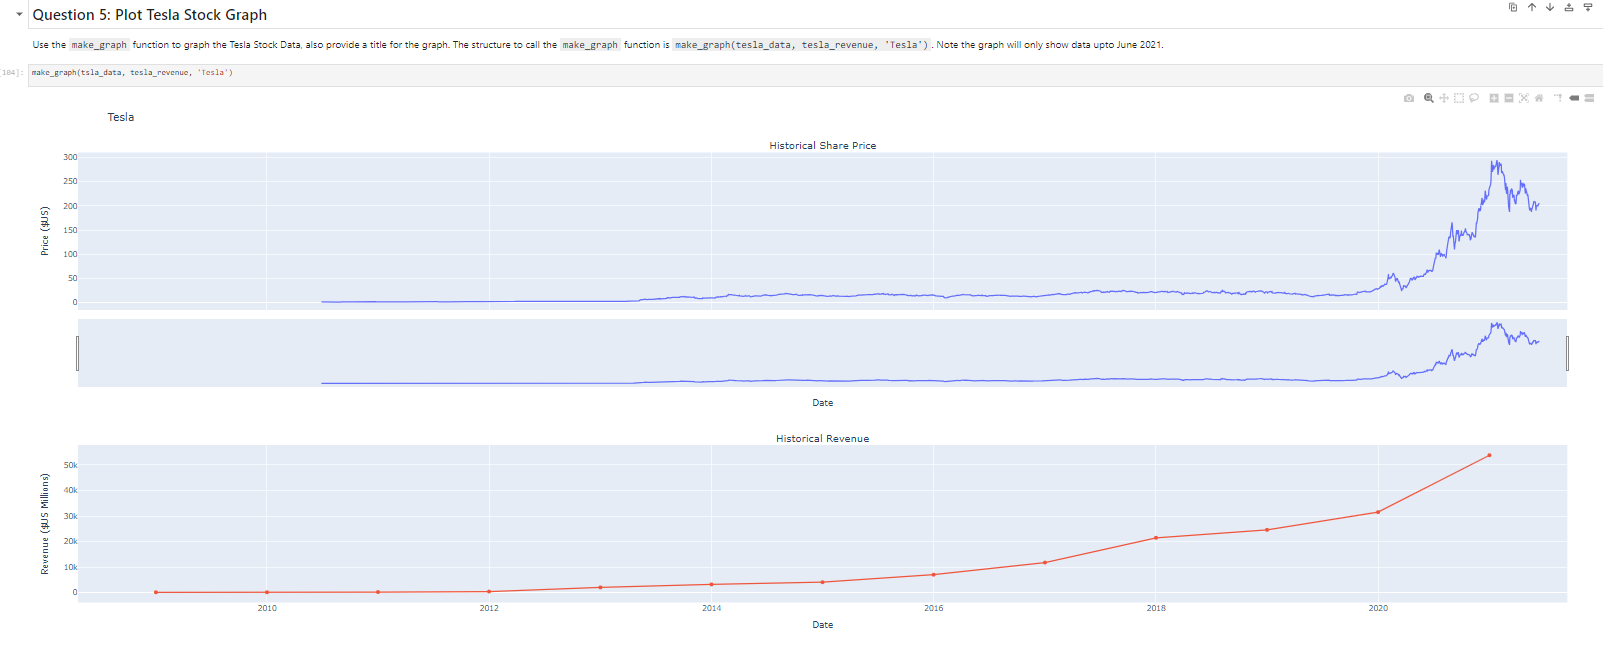 Question 5: Plot Tesla Stock Graph
Use the make_graph function to graph the Tesla Stock Data, also provide a title for the graph. The structure to call the make_graph function is make_graph(tesla_data, tesla_revenue, 'Tesla'). Note the graph will only show data upto June 2021.
[104]:
make_graph(tsla_data, tesla_revenue, 'Tesla')
Tesla
Historical Share Price
Price ($US)
300
250
200
150
100
50
0
Date
Historical Revenue
Revenue ($US Millions)
50k
40k
30k
20k
10k
0
2010 2012 2014 2016 2018 2020
Date